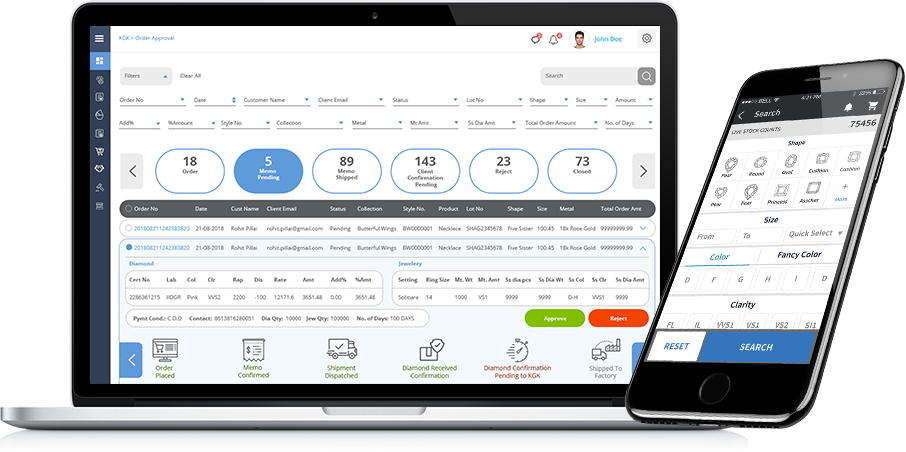 KGK > Order Approval
John Doe
Filters
Clear All
Search
Order No Date Customer Name Client Email Status Lot No Shape Size Amount
Add% %Amount Style No Collection Metal Mt.Amt Ss Dia Amt Total Order Amount No. of Days
18
Order
5
Memo
Pending
89
Memo
Shipped
143
Client
Confirmation
Pending
23
Reject
73
Closed
Order No Date Cust Name Client Email Status Collection Style No. Product Lot No Shape Size Metal Total Order Amt
201808211242383820 21-08-2018 Rohit Pillai rohit.pillai@gmail.com Pending Butterful Wings BW0000001 Necklace SHAG2345678 Five Sister 100.45 18k Rose Gold 99999999.99
201808211242383820 21-08-2018 Rohit Pillai rohit.pillai@gmail.com Pending Butterful Wings BW0000001 Necklace SHAG2345678 Five Sister 100.45 18k Rose Gold 99999999.99
Diamond
Cert No Lab Col Clr Rap Dis Rate Amt Add% %Amt
2286361215 IIDGR Pink VVS2 2200 -100 12171.6 3651.48 0.00 3651.48
Jewelery
Setting Ring Size Mt. Wt Mt. Amt Ss dia pcs Ss Dia Wt Ss Col Ss Clr Ss Dia Amt
Solitaire 14 1000 VS1 9999 9999 D-H VVS1 9999
Pymt Cond.: C.O.D Contact: 8613816280051 Dia Qty: 10000 Jew Qty: 100000 No. of Days: 100 DAYS
Approve
Reject
Order
Placed
Memo
Confirmed
Shipment
Dispatched
Diamond Received
Confirmation
Diamond Confirmation
Pending to KGK
Shipped To
Factory
4:21 PM
22%
Search
LIVE STOCK COUNTS 75456
Shape
Pear Round Oval Cushion Cushion
Pear Pear Princess Asscher More
Size
From To Quick Select
Color Fancy Color
D F G H I D
Clarity
FL IL VVS1 VS1 VS2 SI2
RESET SEARCH